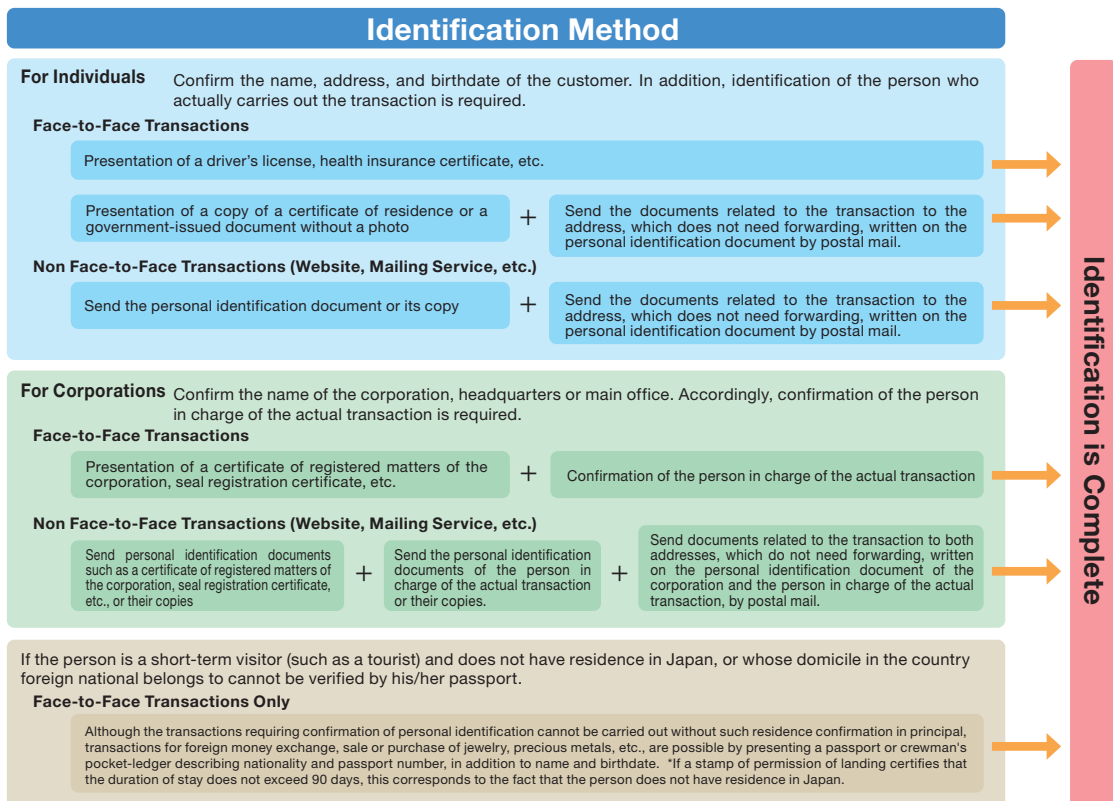 Identification Method
For Individuals Confirm the name, address, and birthdate of the customer. In addition, identification of the person who
actually carries out the transaction is required.
Face-to-Face Transactions
Presentation of a driver's license, health insurance certificate, etc.
Presentation of a copy of a certificate of residence or a
government-issued document without a photo
+
Send the documents related to the transaction to the
address, which does not need forwarding, written on the
personal identification document by postal mail.
Non Face-to-Face Transactions (Website, Mailing Service, etc.)
Send the personal identification document or its copy
+
Send the documents related to the transaction to the
address, which does not need forwarding, written on the
personal identification document by postal mail.
For Corporations Confirm the name of the corporation, headquarters or main office. Accordingly, confirmation of the person
in charge of the actual transaction is required.
Face-to-Face Transactions
Presentation of a certificate of registered matters of the
corporation, seal registration certificate, etc.
+
Confirmation of the person in charge of the actual transaction
Non Face-to-Face Transactions (Website, Mailing Service, etc.)
Send personal identification documents
such as a certificate of registered matters of
the corporation, seal registration certificate,
etc., or their copies
+
Send the personal identification
documents of the person in
charge of the actual transaction
or their copies.
+
Send documents related to the transaction to both
addresses, which do not need forwarding, written
on the personal identification document of the
corporation and the person in charge of the actual
transaction, by postal mail.
If the person is a short-term visitor (such as a tourist) and does not have residence in Japan, or whose domicile in the country
foreign national belongs to cannot be verified by his/her passport.
Face-to-Face Transactions Only
Although the transactions requiring confirmation of personal identification cannot be carried out without such residence confirmation in principal,
transactions for foreign money exchange, sale or purchase of jewelry, precious metals, etc., are possible by presenting a passport or crewman's
pocket-ledger describing nationality and passport number, in addition to name and birthdate. *If a stamp of permission of landing certifies that
the duration of stay does not exceed 90 days, this corresponds to the fact that the person does not have residence in Japan.
Identification is Complete